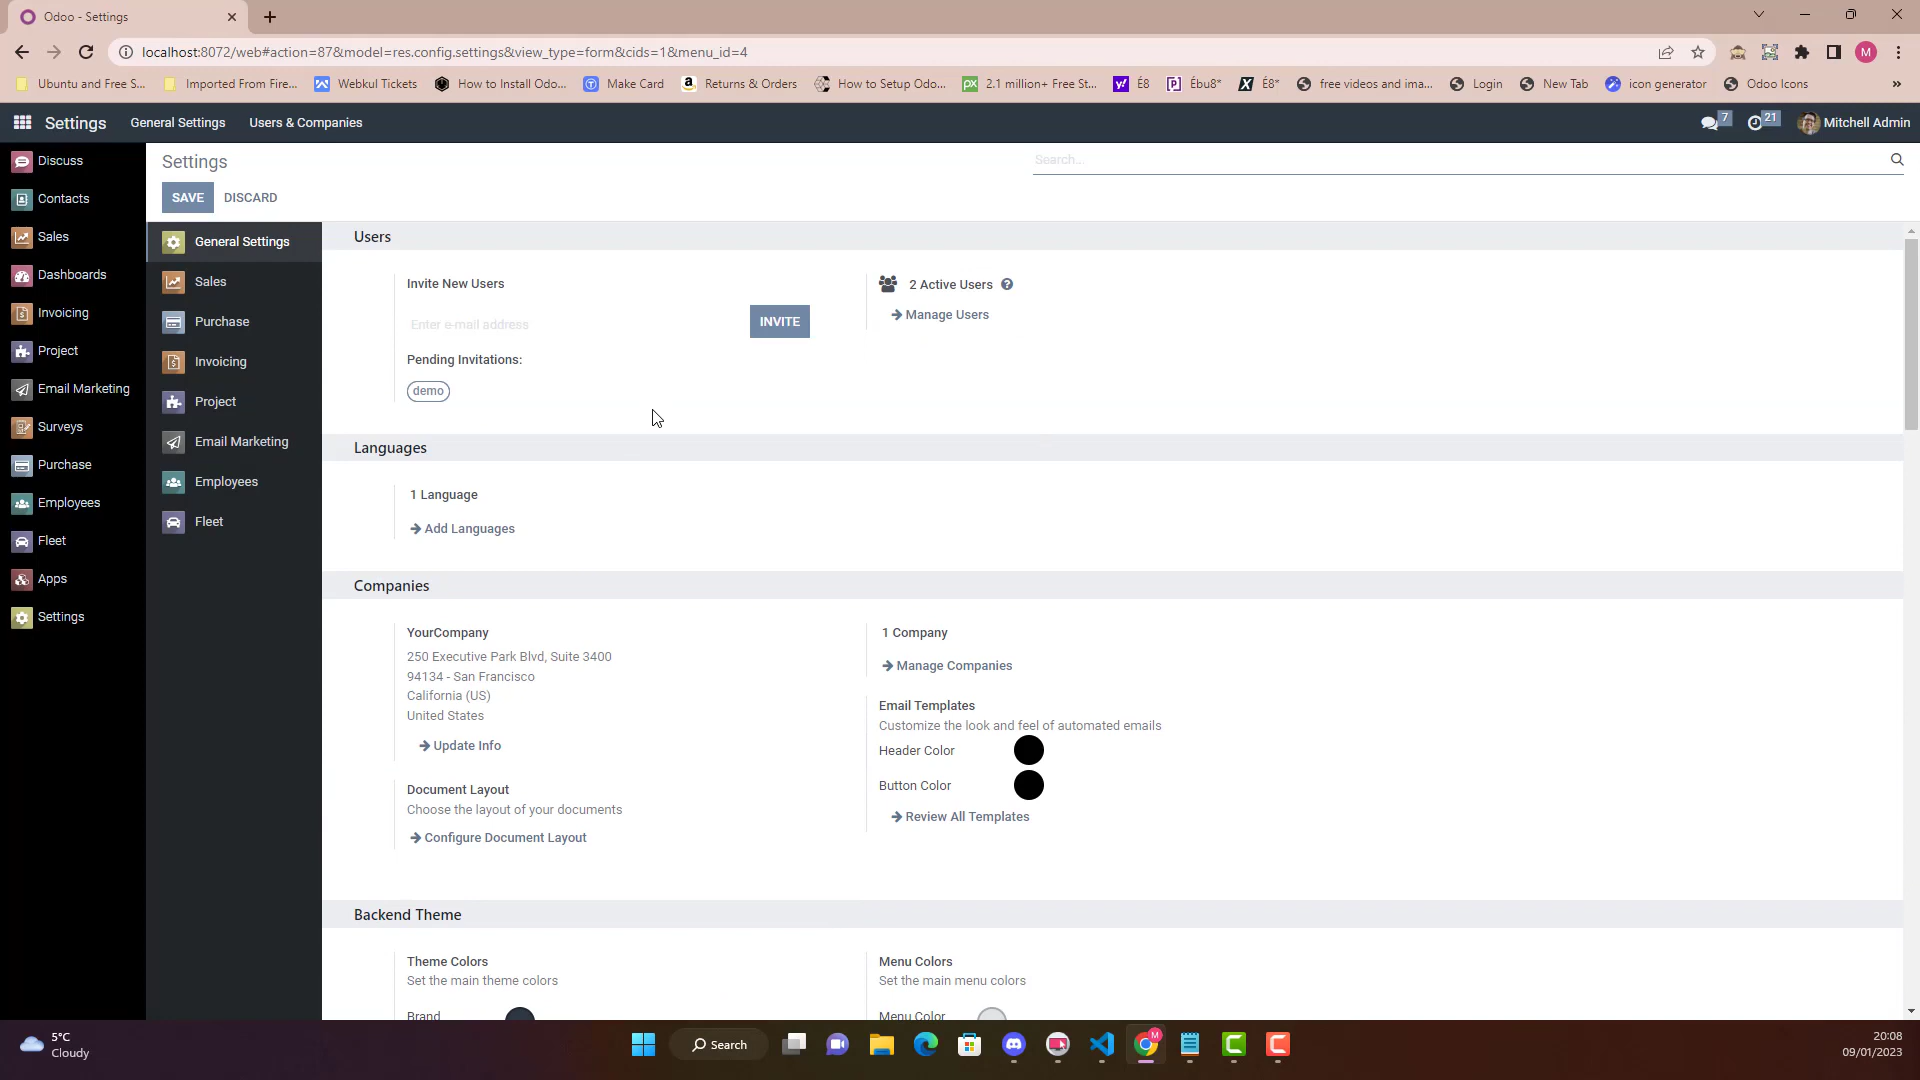 Odoo - Settings
localhost:8072/web#action=87&model=res.config.settings&view_type=form&cids=1&menu_id=4
M
Ubuntu and Free S...
Imported From Fire...
Webkul Tickets
How to Install Odo...
Make Card
Returns & Orders
How to Setup Odo...
2.1 million+ Free St...
É8
Ébu8*
É8*
free videos and ima...
Login
New Tab
icon generator
Odoo Icons
»
Settings
General Settings
Users & Companies
7
21
Mitchell Admin
Discuss
Contacts
Sales
Dashboards
Invoicing
Project
Email Marketing
Surveys
Purchase
Employees
Fleet
Apps
Settings
Settings
Search...
SAVE
DISCARD
General Settings
Sales
Purchase
Invoicing
Project
Email Marketing
Employees
Fleet
Users
Invite New Users
Enter e-mail address
INVITE
Pending Invitations:
demo
2 Active Users
Manage Users
Languages
1 Language
Add Languages
Companies
YourCompany
250 Executive Park Blvd, Suite 3400
94134 - San Francisco
California (US)
United States
Update Info
Document Layout
Choose the layout of your documents
Configure Document Layout
1 Company
Manage Companies
Email Templates
Customize the look and feel of automated emails
Header Color
Button Color
Review All Templates
Backend Theme
Theme Colors
Set the main theme colors
Brand
Menu Colors
Set the main menu colors
Menu Color
5°C
Cloudy
Search
20:08
09/01/2023